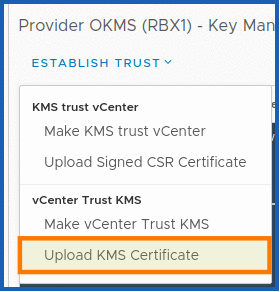 Provider OKMS (RBX1) - Key Man
ESTABLISH TRUST
KMS trust vCenter
Make KMS trust vCenter
Upload Signed CSR Certificate
vCenter Trust KMS
Make vCenter Trust KMS
Upload KMS Certificate